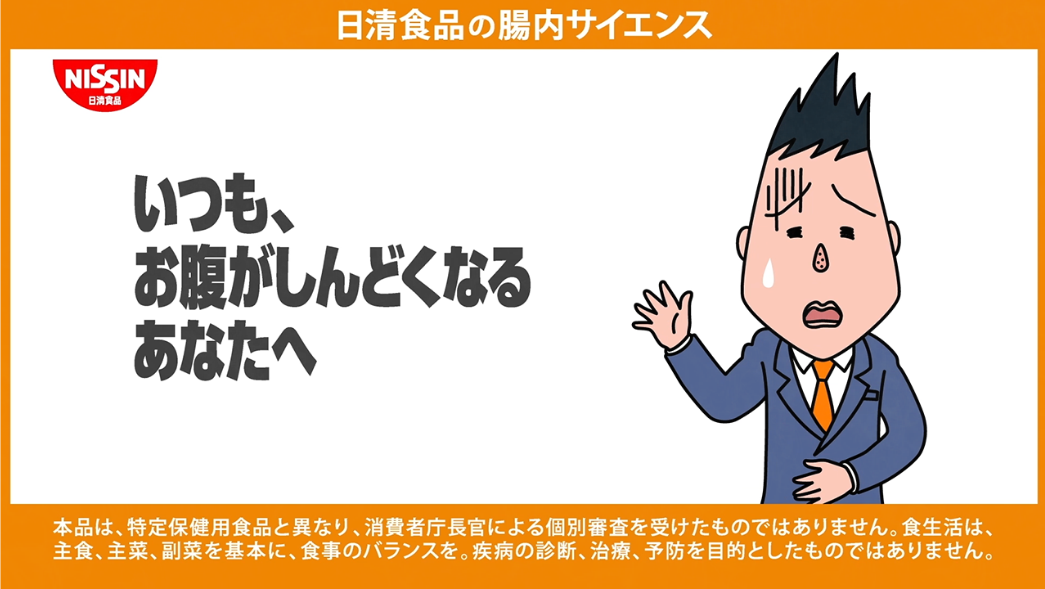 日清食品の腸内サイエンス
NISSIN
日清食品
いつも、
お腹がしんどくなる
あなたへ
本品は、特定保健用食品と異なり、消費者庁長官による個別審査を受けたものではありません。食生活は、
主食、主菜、副菜を基本に、食事のバランスを。疾病の診断、治療、予防を目的としたものではありません。